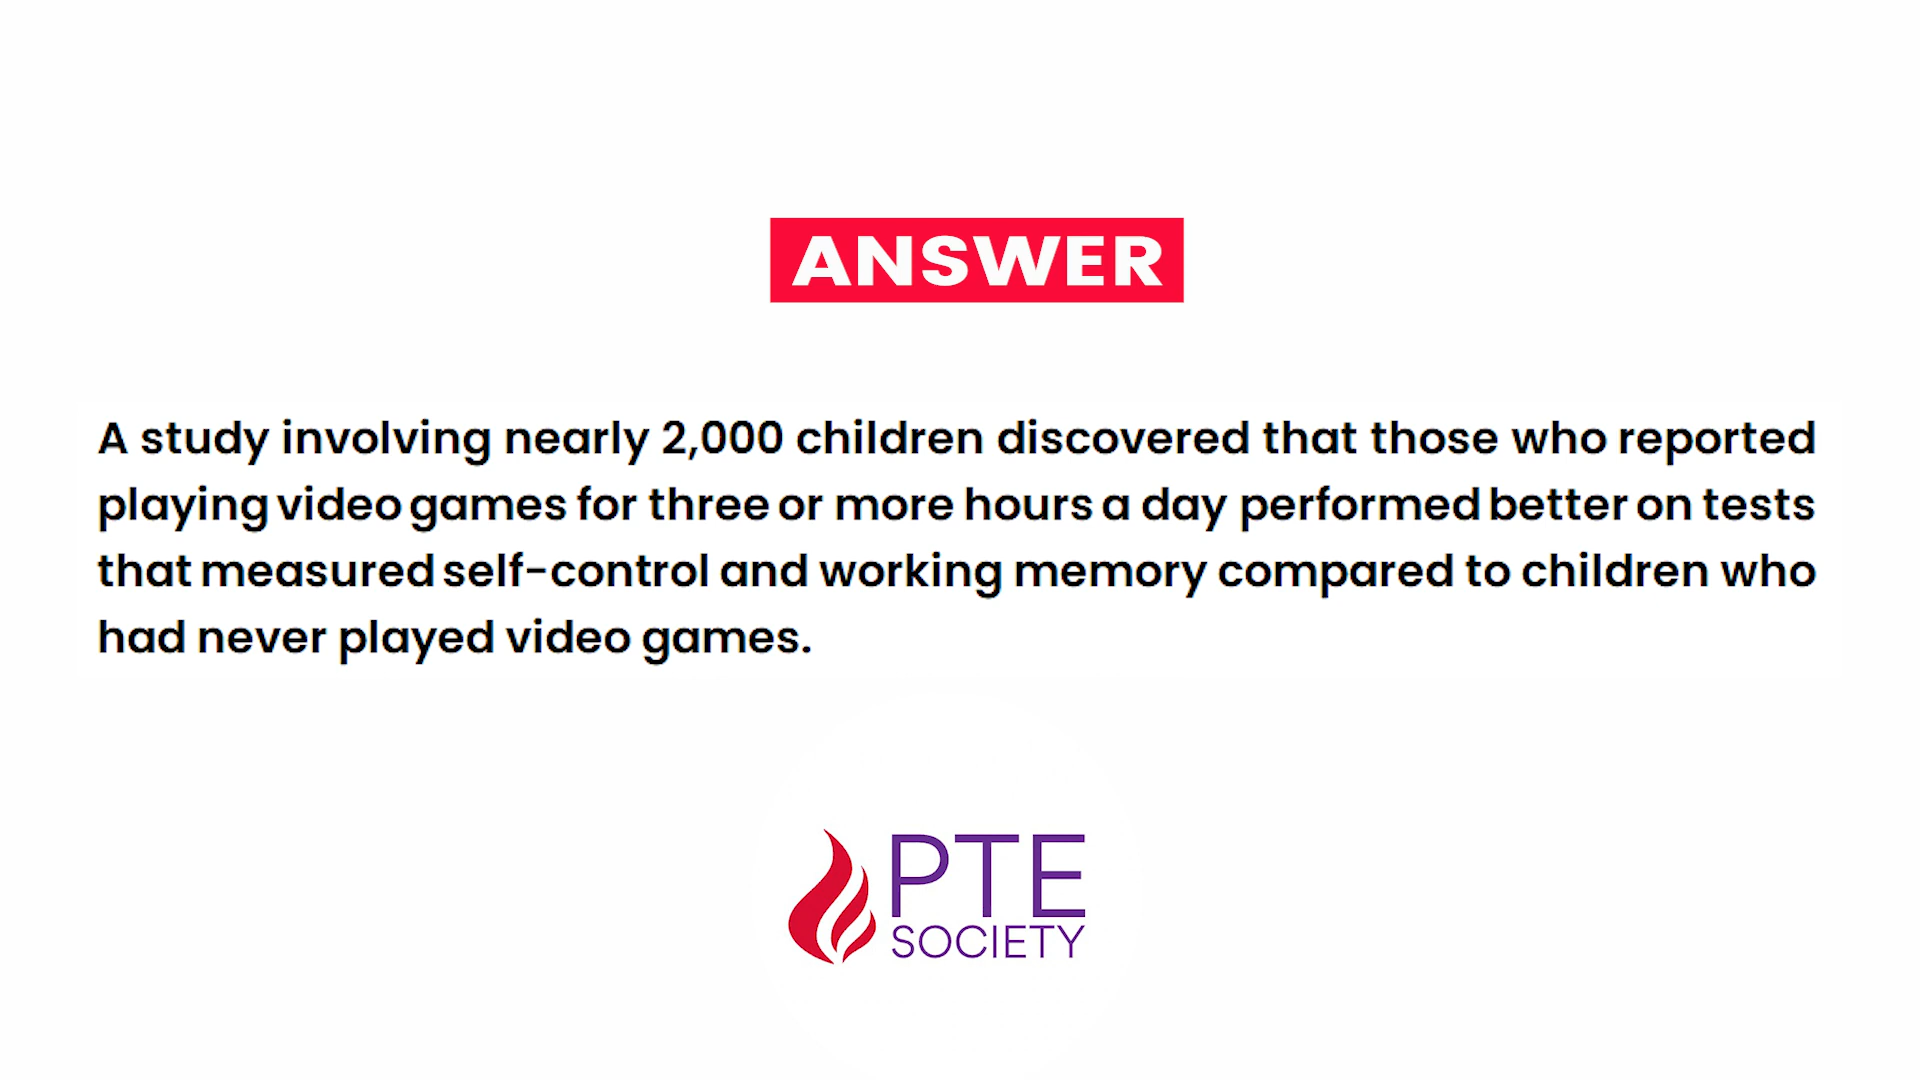 ANSWER
A study involving nearly 2,000 children discovered that those who reported
playing video games for three or more hours a day performed better on tests
that measured self-control and working memory compared to children who
had never played video games.
PTE
SOCIETY